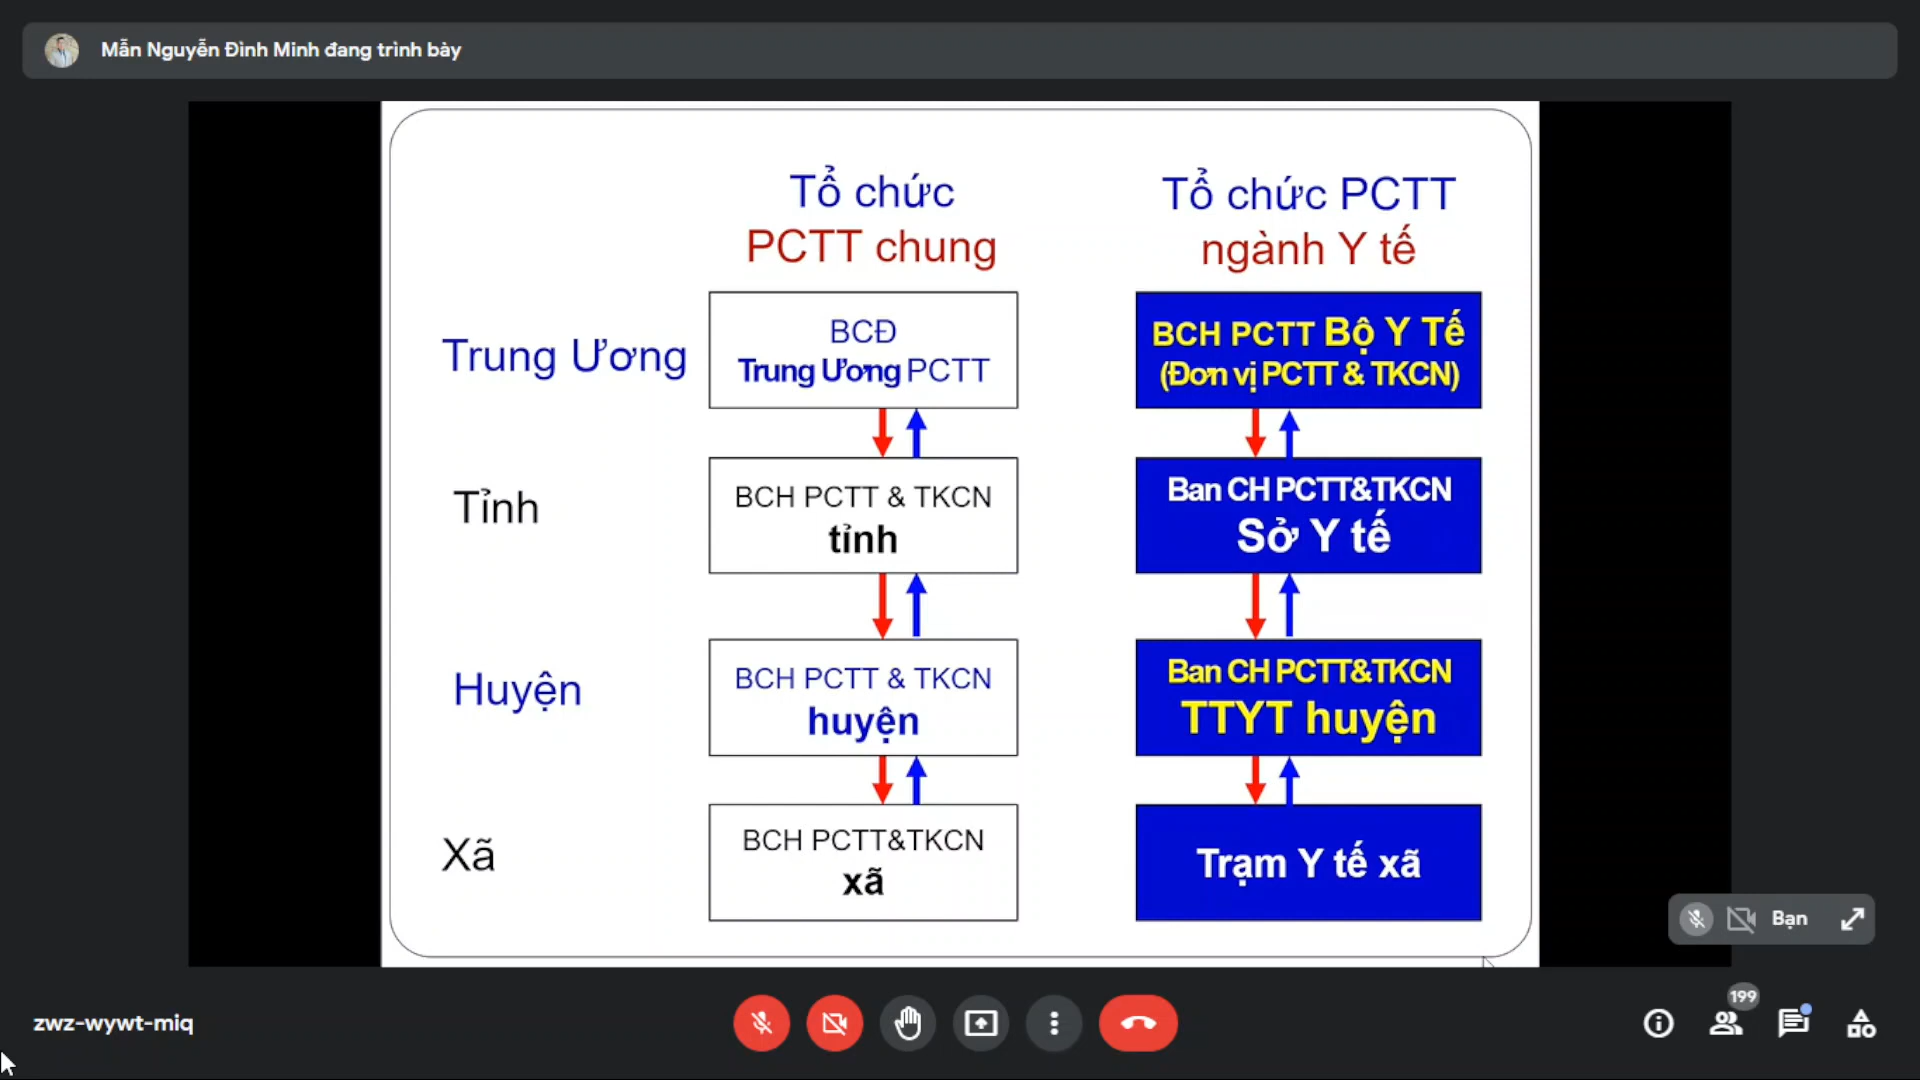 Mẫn Nguyễn Đình Minh đang trình bày
Tổ chức
PCTT chung
Tổ chức PCTT
ngành Y tế
Trung Ương
BCĐ
Trung Ương PCTT
BCH PCTT Bộ Y Tế
(Đơn vị PCTT & TKCN)
Tỉnh
BCH PCTT & TKCN
tỉnh
Ban CH PCTT&TKCN
Sở Y tế
Huyện
BCH PCTT & TKCN
huyện
Ban CH PCTT&TKCN
TTYT huyện
Xã
BCH PCTT&TKCN
xã
Trạm Y tế xã
Bạn
zwz-wywt-miq
199